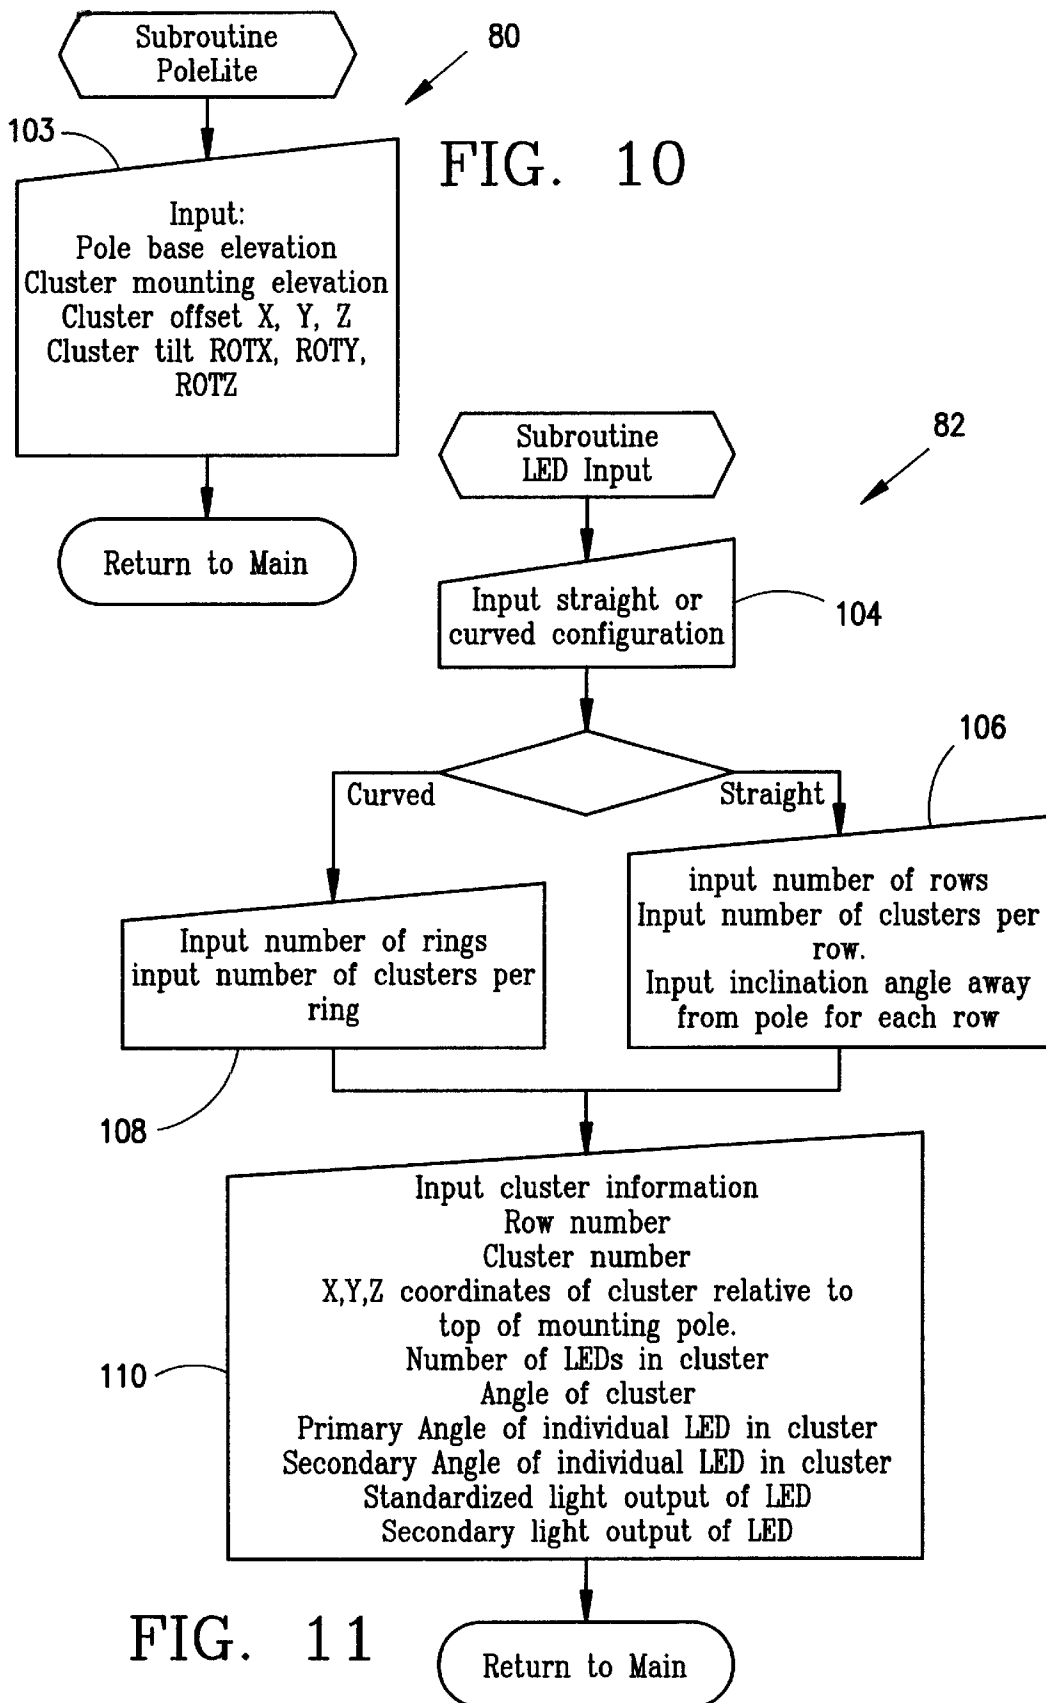 Subroutine
PoleLite
80
103
FIG. 10
Input:
Pole base elevation
Cluster mounting elevation
Cluster offset X, Y, Z
Cluster tilt ROTX, ROTY,
ROTZ
Return to Main
Subroutine
LED Input
82
Input straight or
curved configuration
104
Curved
Straight
106
input number of rows
Input number of clusters per
row.
Input inclination angle away
from pole for each row
Input number of rings
input number of clusters per
ring
108
Input cluster information
Row number
Cluster number
X,Y,Z coordinates of cluster relative to
top of mounting pole.
Number of LEDs in cluster
Angle of cluster
Primary Angle of individual LED in cluster
Secondary Angle of individual LED in cluster
Standardized light output of LED
Secondary light output of LED
110
FIG. 11
Return to Main